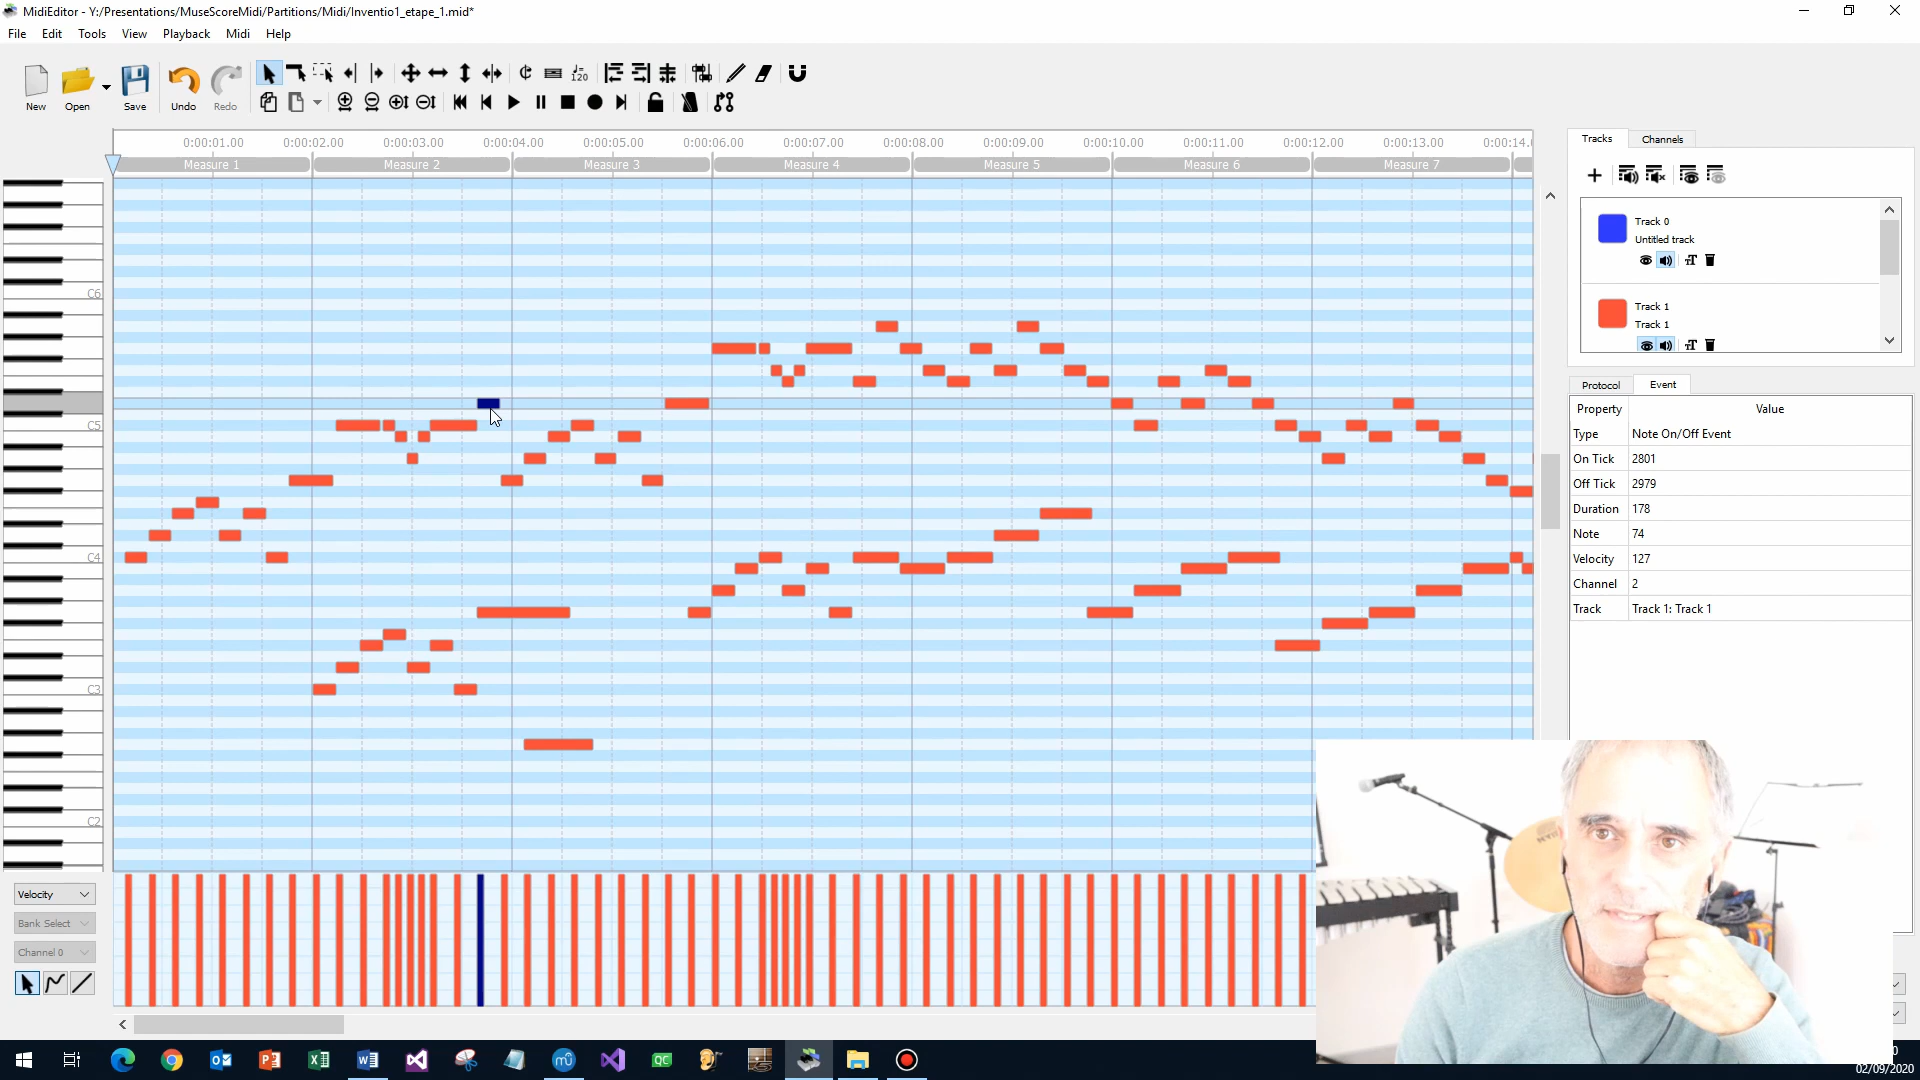 MidiEditor - Y:/Presentations/MuseScoreMidi/Partitions/Midi/Inventio1_etape_1.mid*
File Edit Tools View Playback Midi Help
New Open Save Undo Redo
120
0:00:01.00 0:00:02.00 0:00:03.00 0:00:04.00 0:00:05.00 0:00:06.00 0:00:07.00 0:00:08.00 0:00:09.00 0:00:10.00 0:00:11.00 0:00:12.00 0:00:13.00 0:00:14.
Measure 1 Measure 2 Measure 3 Measure 4 Measure 5 Measure 6 Measure 7
C6
C5
C4
C3
C2
Velocity
Bank Select
Channel 0
Tracks Channels
Track 0
Untitled track
Track 1
Track 1
Protocol Event
Property Value
Type Note On/Off Event
On Tick 2801
Off Tick 2979
Duration 178
Note 74
Velocity 127
Channel 2
Track Track 1: Track 1
QC
02/09/2020